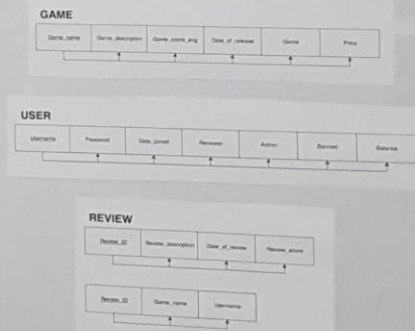 GAME
Game_name Game_description Game_score_avg Date_of_release Genre Price
USER
Username Password Date_joined Reviewer Admin Banned Balance
REVIEW
Review_ID Review_description Date_of_review Review_score
Review_ID Game_name Username